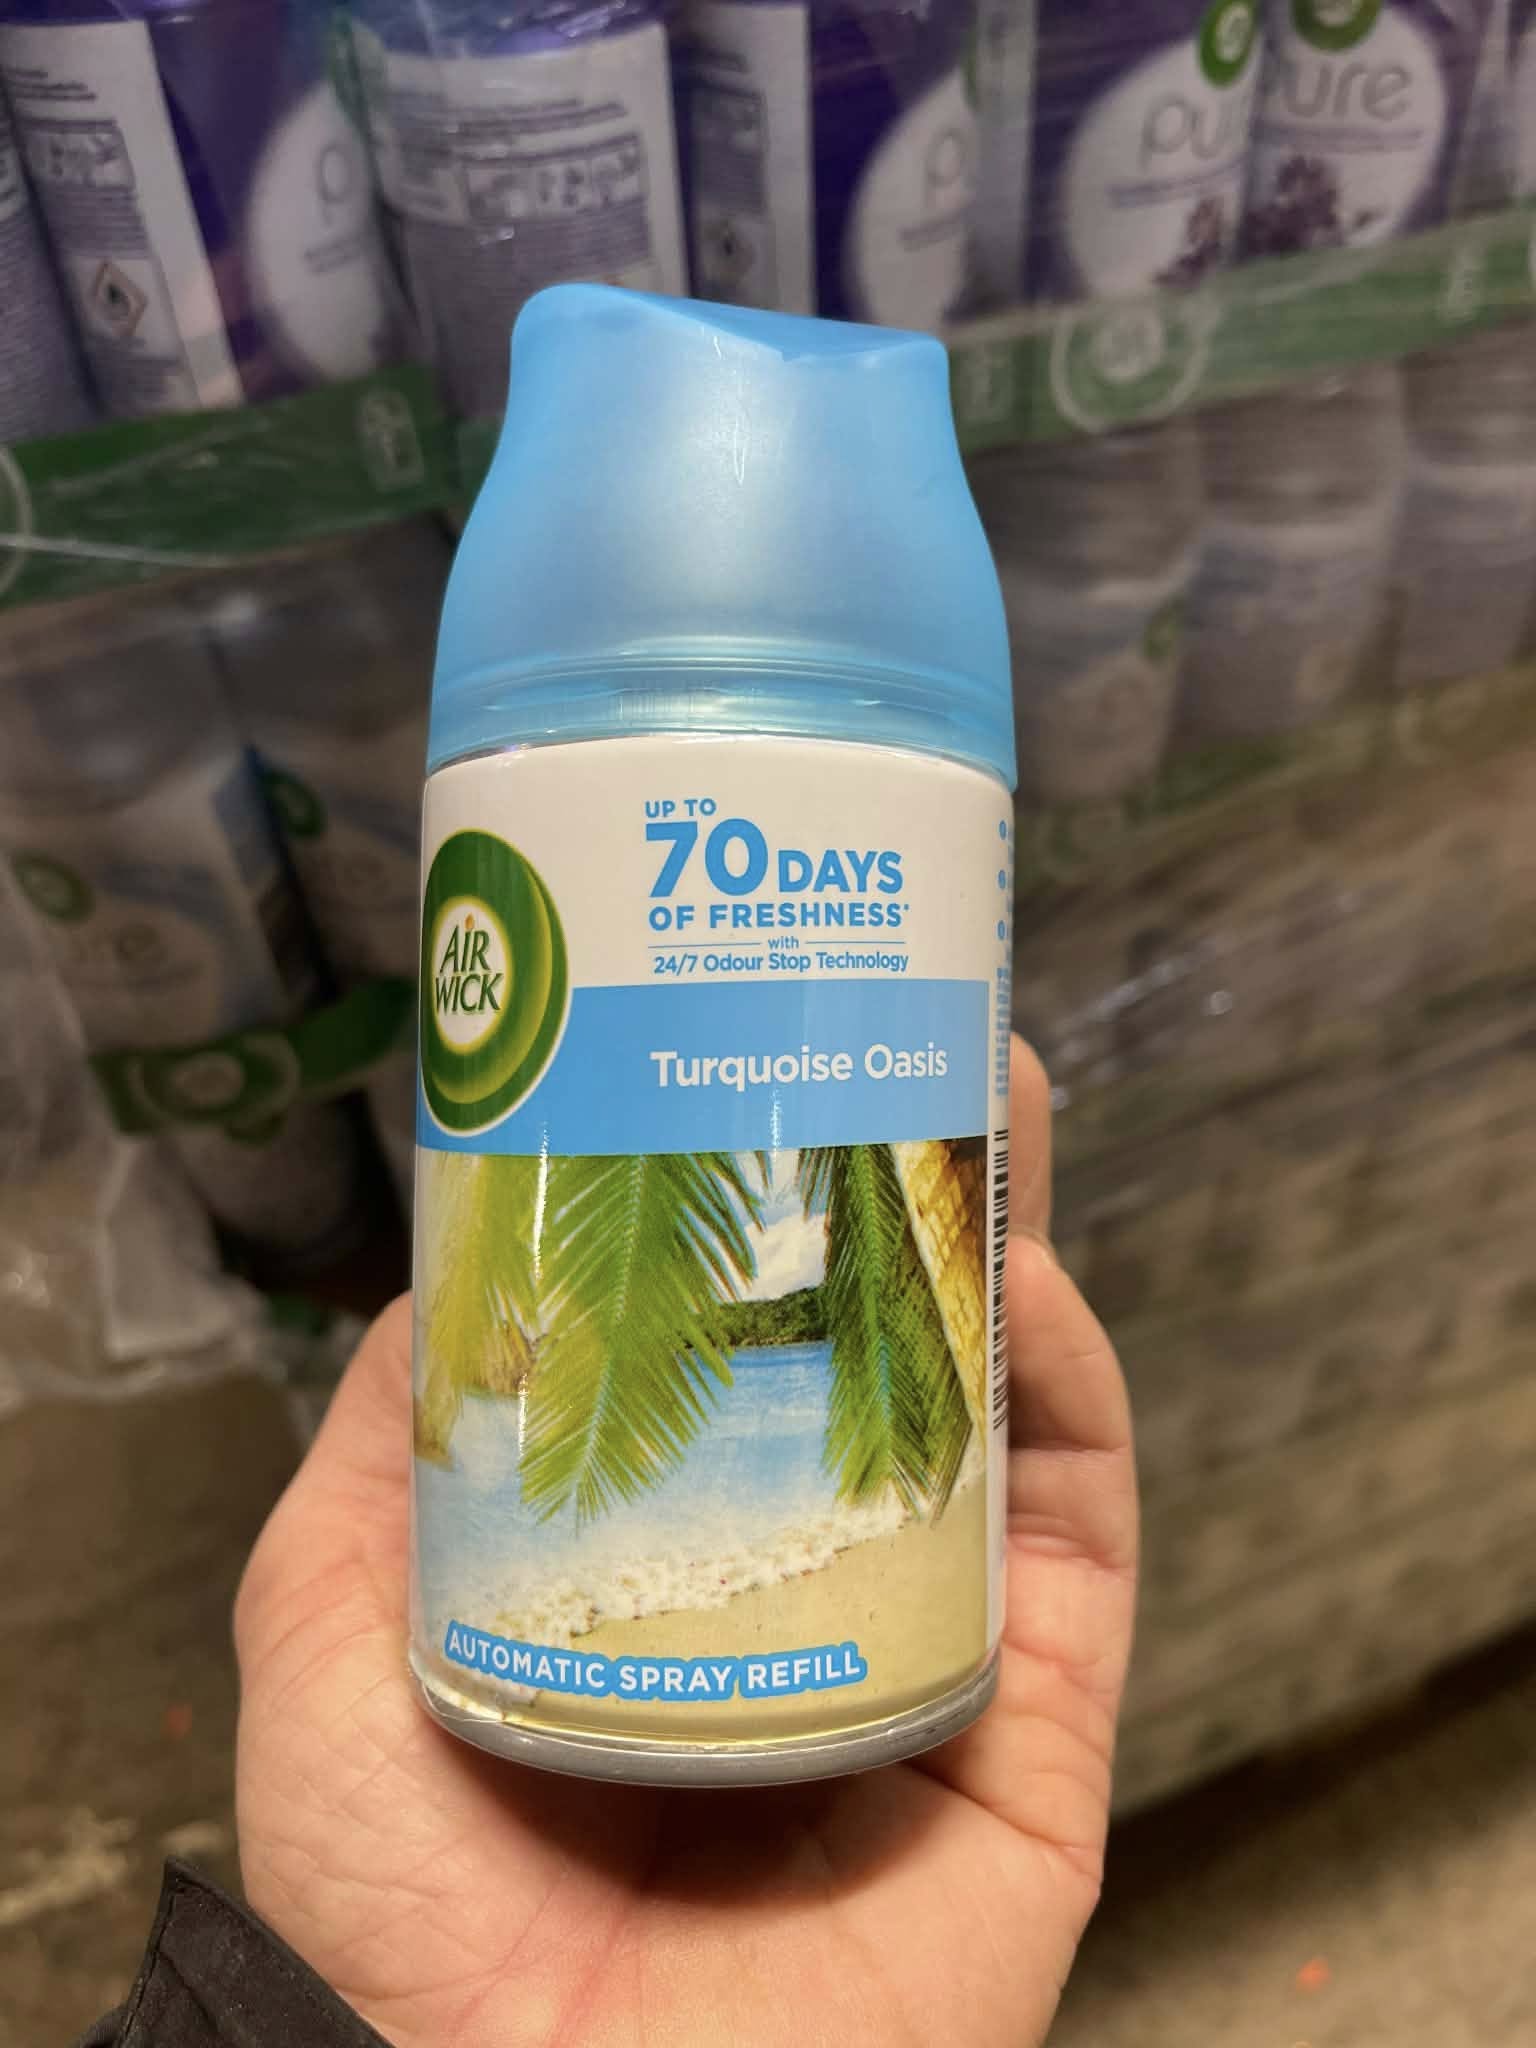 UP TO
70 DAYS
OF FRESHNESS*
with
24/7 Odour Stop Technology
AIR
WICK
Turquoise Oasis
AUTOMATIC SPRAY REFILL
pure